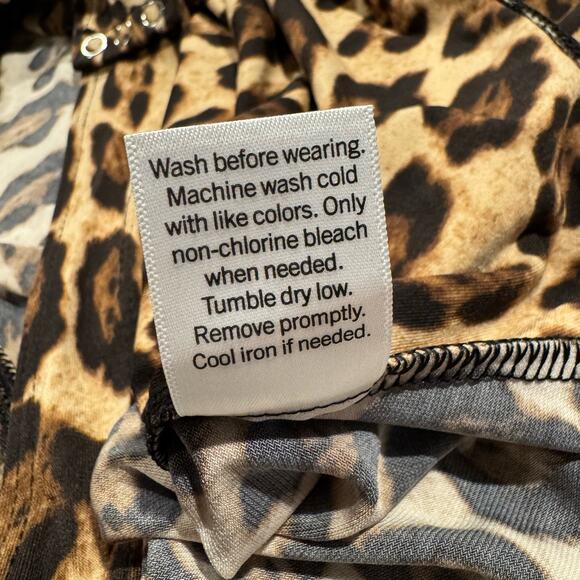 Wash before wearing.
Machine wash cold
with like colors. Only
non-chlorine bleach
when needed.
Tumble dry low.
Remove promptly.
Cool iron if needed.